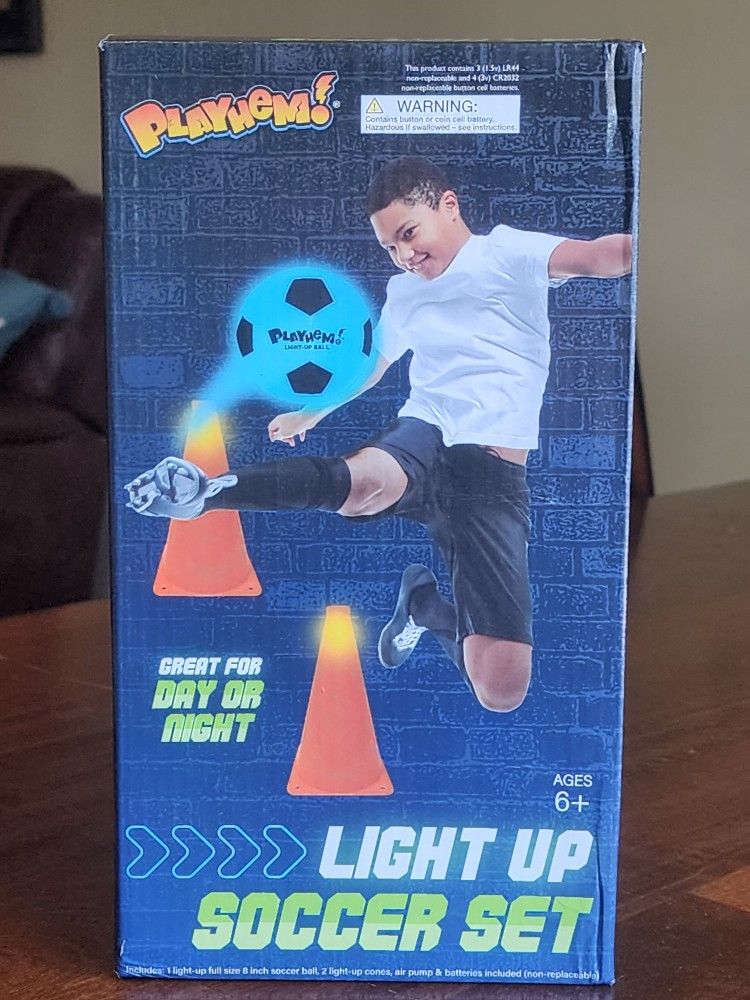 This product contains 3 (1.5v) LR44
non-replaceable and 4 (3v) CR2032
non-replaceable button cell batteries.
PLAYHEM!®
WARNING:
Contains button or coin cell battery.
Hazardous if swallowed – see instructions.
PLAYHEM!
LIGHT-UP BALL
GREAT FOR
DAY OR
NIGHT
AGES
6+
LIGHT UP
SOCCER SET
Includes: 1 light-up full size 8 inch soccer ball, 2 light-up cones, air pump & batteries included (non-replaceable)